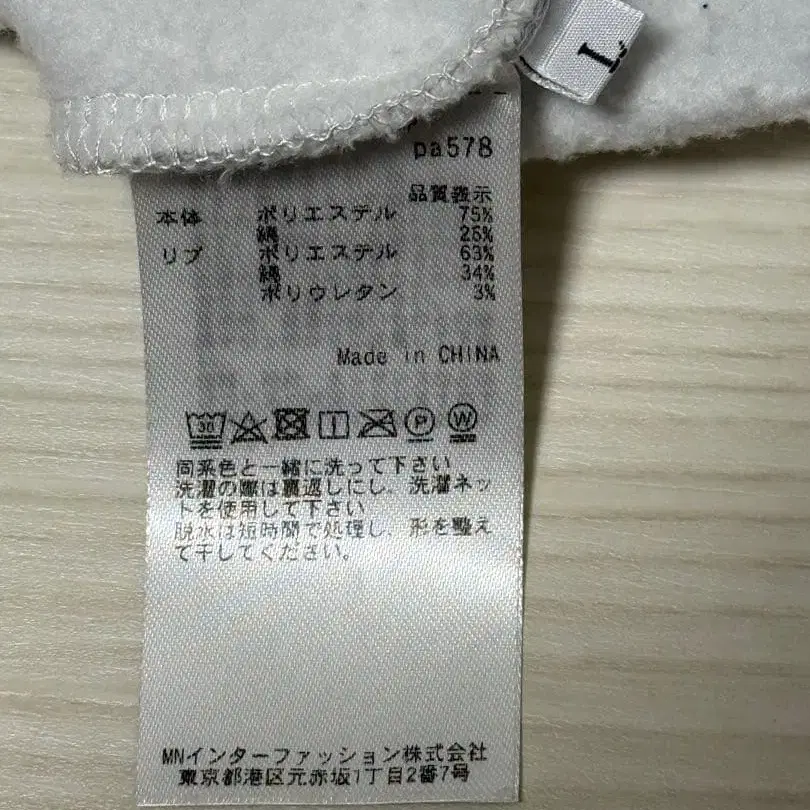 L
pa578
品質表示
本体 ポリエステル 75%
綿 25%
リブ ポリエステル 63%
綿 34%
ポリウレタン 3%
Made in CHINA
30
P
W
同系色と一緒に洗って下さい
洗濯の際は裏返しにし、洗濯ネッ
トを使用して下さい
脱水は短時間で処理し、形を整え
て干してください。
MNインターファッション株式会社
東京都港区元赤坂1丁目2番7号